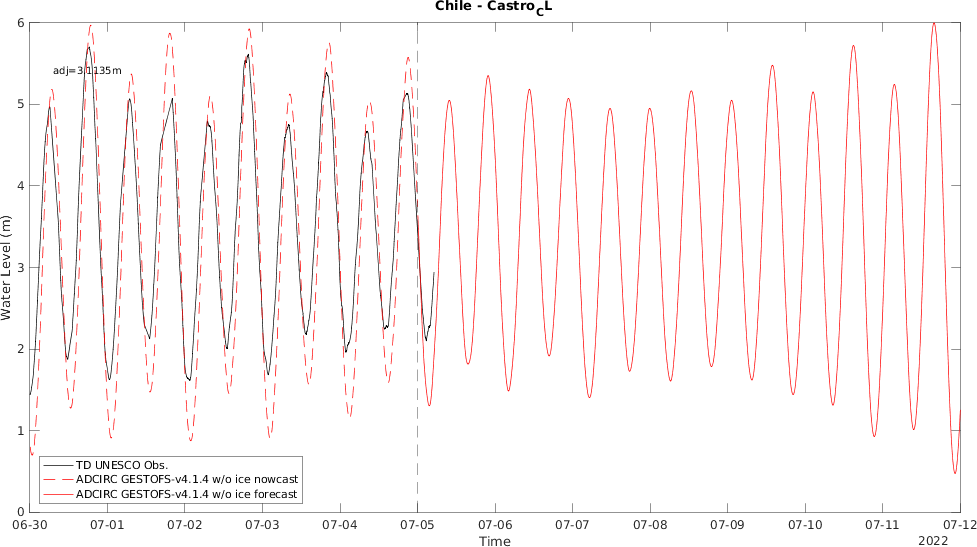 Chile - Castro_CL
6
adj=3.1135m
5
4
3
2
1
0
Water Level (m)
TD UNESCO Obs.
ADCIRC GESTOFS-v4.1.4 w/o ice nowcast
ADCIRC GESTOFS-v4.1.4 w/o ice forecast
06-30 07-01 07-02 07-03 07-04 07-05 07-06 07-07 07-08 07-09 07-10 07-11 07-12
Time
2022